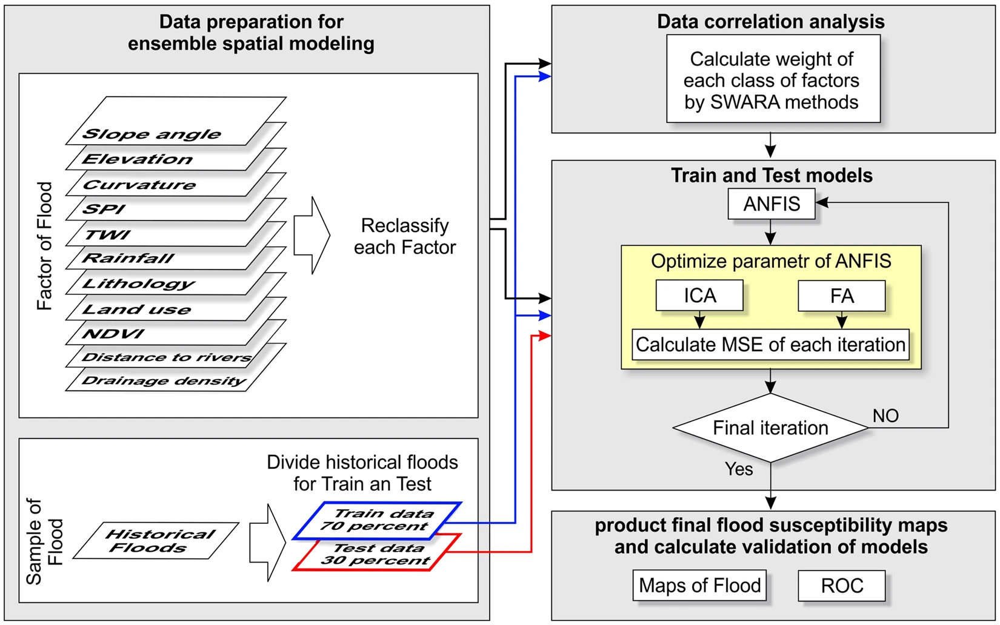 Data preparation for
ensemble spatial modeling
Factor of Flood
Slope angle
Elevation
Curvature
SPI
TWI
Rainfall
Lithology
Land use
NDVI
Distance to rivers
Drainage density
Reclassify
each Factor
Sample of
Flood
Historical
Floods
Divide historical floods
for Train an Test
Train data
70 percent
Test data
30 percent
Data correlation analysis
Calculate weight of
each class of factors
by SWARA methods
Train and Test models
ANFIS
Optimize parametr of ANFIS
ICA
FA
Calculate MSE of each iteration
Final iteration
NO
Yes
product final flood susceptibility maps
and calculate validation of models
Maps of Flood
ROC